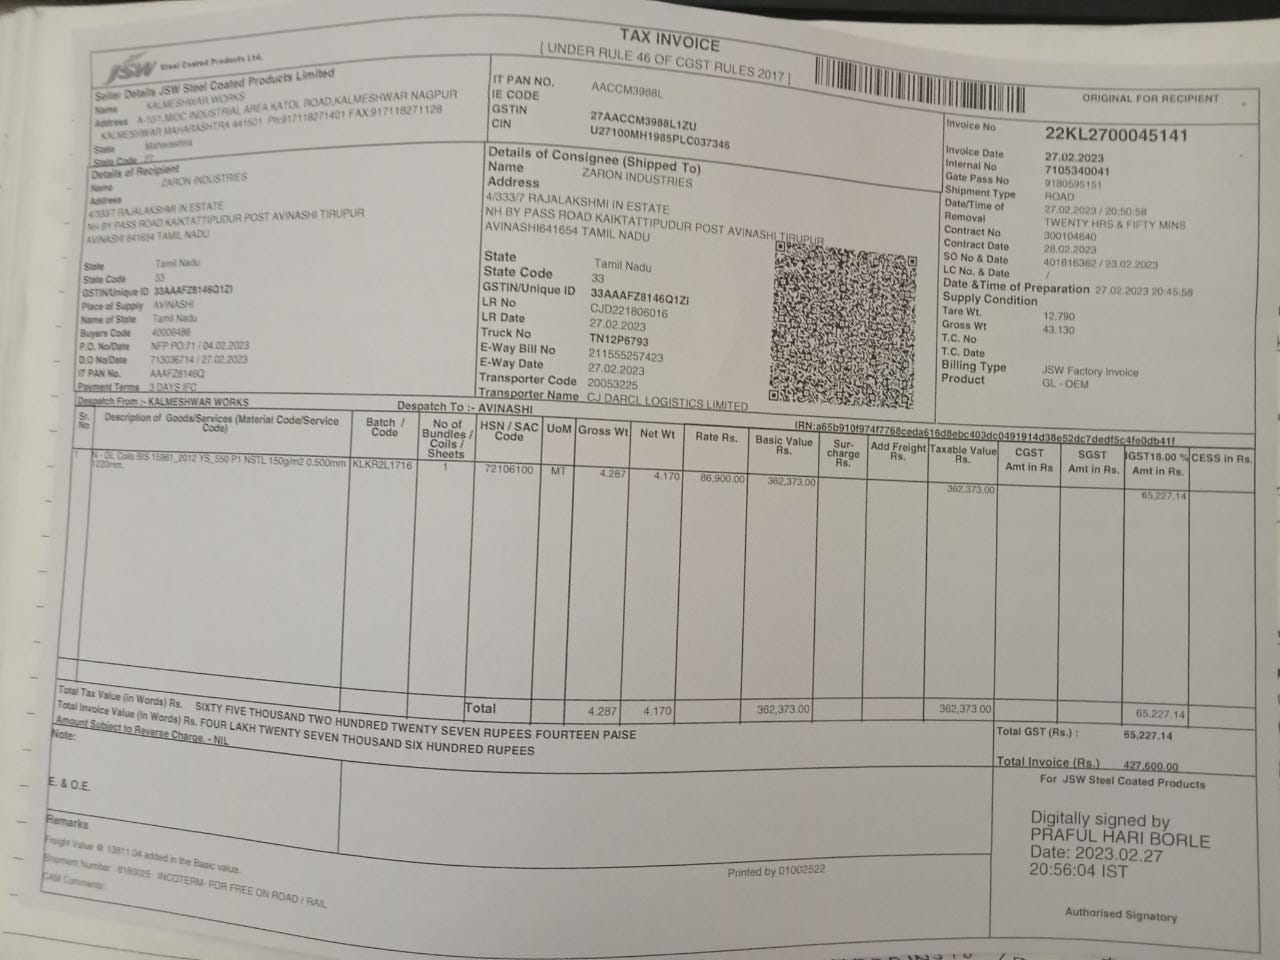 TAX INVOICE
[ UNDER RULE 46 OF CGST RULES 2017 ]
ORIGINAL FOR RECIPIENT
JSW Steel Coated Products Ltd.
Seller Details JSW Steel Coated Products Limited
Name KALMESHWAR WORKS
Address A-10/1,MIDC INDUSTRIAL AREA KATOL ROAD,KALMESHWAR NAGPUR
KALMESHWAR MAHARASHTRA 441501 Ph:917118271401 FAX:917118271128
State Maharashtra
State Code 27
IT PAN NO. AACCM3988L
IE CODE
GSTIN 27AACCM3988L1ZU
CIN U27100MH1985PLC037346
Invoice No 22KL2700045141
Invoice Date 27.02.2023
Internal No 7105340041
Gate Pass No 9180595151
Shipment Type ROAD
Date/Time of 27.02.2023 / 20:50:58
Removal TWENTY HRS & FIFTY MINS
Contract No 300104640
Contract Date 28.02.2023
SO No & Date 401816362 / 23.02.2023
LC No. & Date /
Date &Time of Preparation 27.02.2023 20:45:58
Supply Condition
Tare Wt. 12.790
Gross Wt 43.130
T.C. No
T.C. Date
Billing Type JSW Factory Invoice
Product GL - OEM
Details of Recipient
Name ZARON INDUSTRIES
Address
4/333/7 RAJALAKSHMI IN ESTATE
NH BY PASS ROAD KAIKTATTIPUDUR POST AVINASHI TIRUPUR
AVINASHI 641654 TAMIL NADU
State Tamil Nadu
State Code 33
GSTIN/Unique ID 33AAAFZ8146Q1ZI
Place of Supply AVINASHI
Name of State Tamil Nadu
Buyers Code 40006486
P.O. No/Date NFP PO:71 / 04.02.2023
D.O No/Date 713036714 / 27.02.2023
IT PAN No. AAAFZ8146Q
Payment Terms 3 DAYS IFC
Details of Consignee (Shipped To)
Name ZARON INDUSTRIES
Address
4/333/7 RAJALAKSHMI IN ESTATE
NH BY PASS ROAD KAIKTATTIPUDUR POST AVINASHI TIRUPUR
AVINASHI641654 TAMIL NADU
State Tamil Nadu
State Code 33
GSTIN/Unique ID 33AAAFZ8146Q1ZI
LR No CJD221806016
LR Date 27.02.2023
Truck No TN12P6793
E-Way Bill No 211555257423
E-Way Date 27.02.2023
Transporter Code 20053225
Transporter Name CJ DARCL LOGISTICS LIMITED
Despatch From :- KALMESHWAR WORKS Despatch To :- AVINASHI
IRN:a65b910f974f7768ceda616d8ebc403dc0491914d38e52dc7dedf5c4fe0db41f
Sr. No Description of Goods/Services (Material Code/Service Code) Batch / Code No of Bundles / Coils / Sheets HSN / SAC Code UoM Gross Wt Net Wt Rate Rs. Basic Value Rs. Sur-charge Rs. Add Freight Rs. Taxable Value Rs. CGST Amt in Rs SGST Amt in Rs. IGST18.00 % Amt in Rs. CESS in Rs.
1 N - GL Coils BIS 15961_2012 YS_550 P1 NSTL 150g/m2 0.500mm KLKR2L1716 1 72106100 MT 4.287 4.170 86,900.00 362,373.00 362,373.00 65,227.14
1220mm.
Total 4.287 4.170 362,373.00 362,373.00 65,227.14
Total Tax Value (in Words) Rs. SIXTY FIVE THOUSAND TWO HUNDRED TWENTY SEVEN RUPEES FOURTEEN PAISE
Total Invoice Value (In Words) Rs. FOUR LAKH TWENTY SEVEN THOUSAND SIX HUNDRED RUPEES
Amount Subject to Reverse Charge. - NIL
Total GST (Rs.) : 65,227.14
Total Invoice (Rs.) 427,600.00
Note:
E. & O.E.
Remarks
Freight Value @ 13811.04 added in the Basic value.
Shipment Number : 8180025 INCOTERM- FOR FREE ON ROAD / RAIL
CAM Comments:
Printed by 01002522
For JSW Steel Coated Products
Digitally signed by
PRAFUL HARI BORLE
Date: 2023.02.27
20:56:04 IST
Authorised Signatory